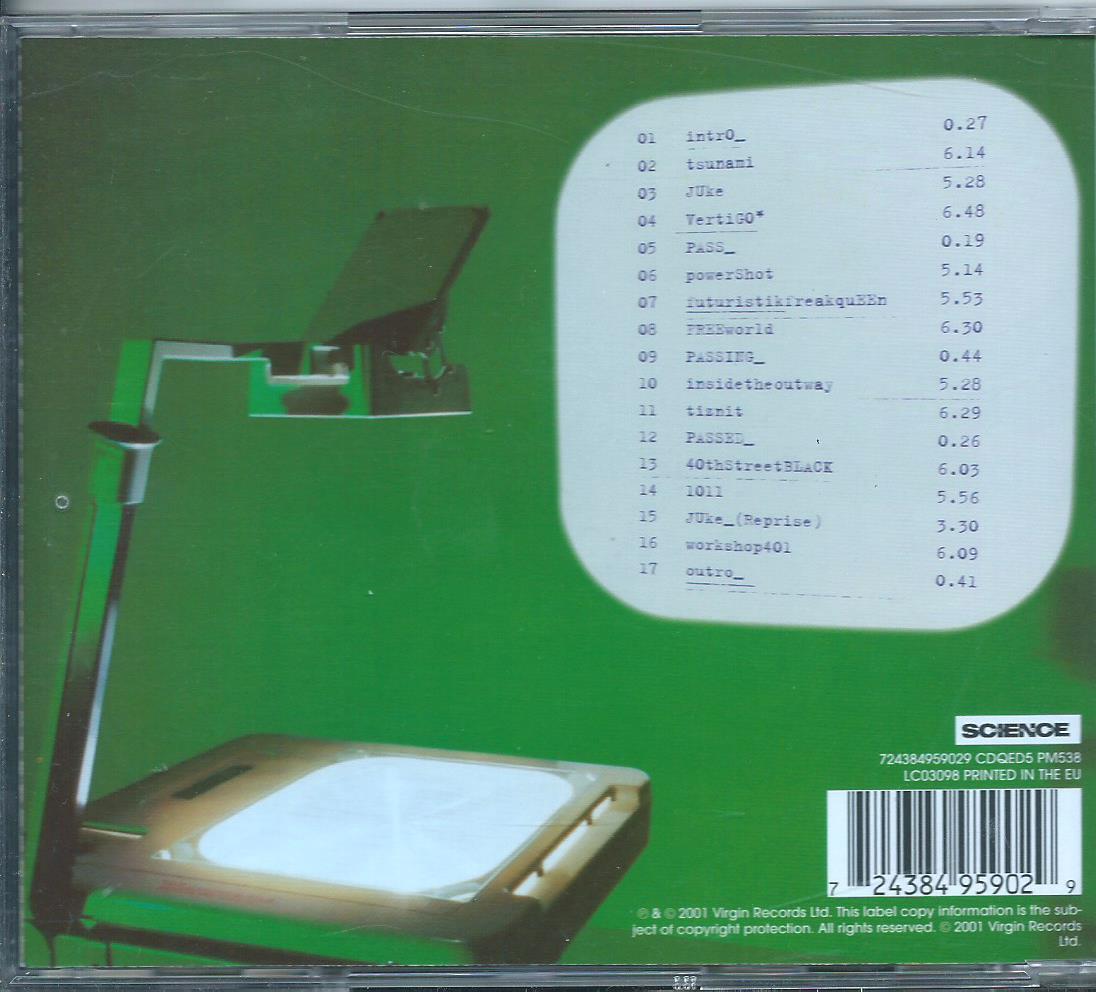 01 intrO_ 0.27
02 tsunami 6.14
03 JUke 5.28
04 VertiGO* 6.48
05 PASS_ 0.19
06 powerShot 5.14
07 futuristikfreakquEEn 5.53
08 FREEworld 6.30
09 PASSING_ 0.44
10 insidetheoutway 5.28
11 tiznit 6.29
12 PASSED_ 0.26
13 40thStreetBLACK 6.03
14 1011 5.56
15 JUke_(Reprise) 3.30
16 workshop401 6.09
17 outro_ 0.41
SCIENCE
724384959029 CDQED5 PM538
LC03098 PRINTED IN THE EU
7 24384 95902 9
℗ & © 2001 Virgin Records Ltd. This label copy information is the sub-
ject of copyright protection. All rights reserved. © 2001 Virgin Records
Ltd.